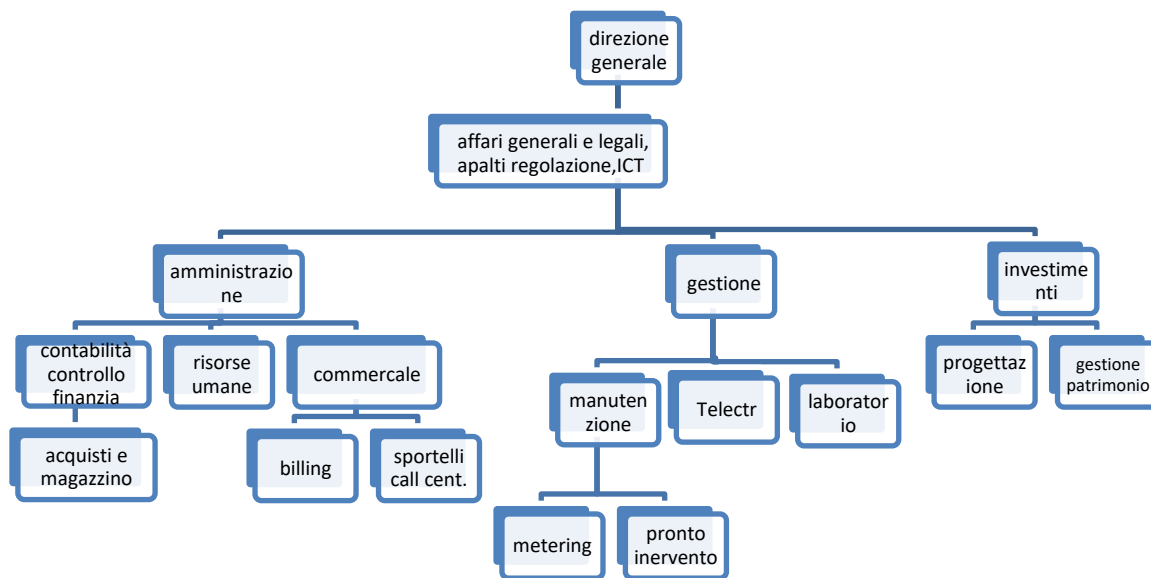 direzione
generale
affari generali e legali,
apalti regolazione,ICT
amministrazio
ne
gestione
investime
nti
contabilità
controllo
finanzia
risorse
umane
commercale
manuten
zione
Telectr
laborator
io
progettaz
ione
gestione
patrimonio
acquisti e
magazzino
billing
sportelli
call cent.
metering
pronto
inervento